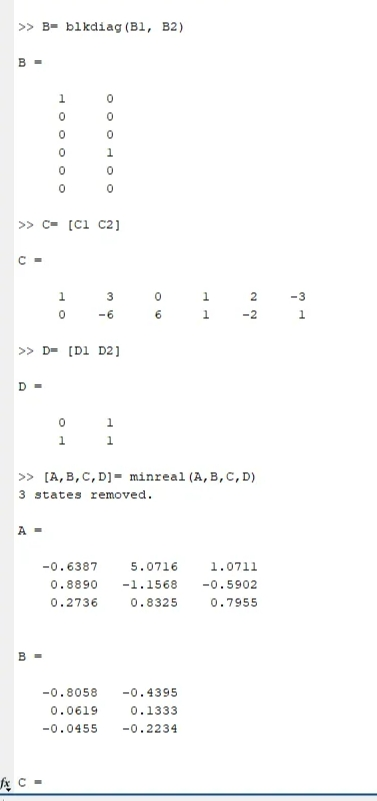 >> B= blkdiag(B1, B2)
B =
1 0
0 0
0 0
0 1
0 0
0 0
>> C= [C1 C2]
C =
1 3 0 1 2 -3
0 -6 6 1 -2 1
>> D= [D1 D2]
D =
0 1
1 1
>> [A,B,C,D]= minreal(A,B,C,D)
3 states removed.
A =
-0.6387 5.0716 1.0711
0.8890 -1.1568 -0.5902
0.2736 0.8325 0.7955
B =
-0.8058 -0.4395
0.0619 0.1333
-0.0455 -0.2234
fx C =